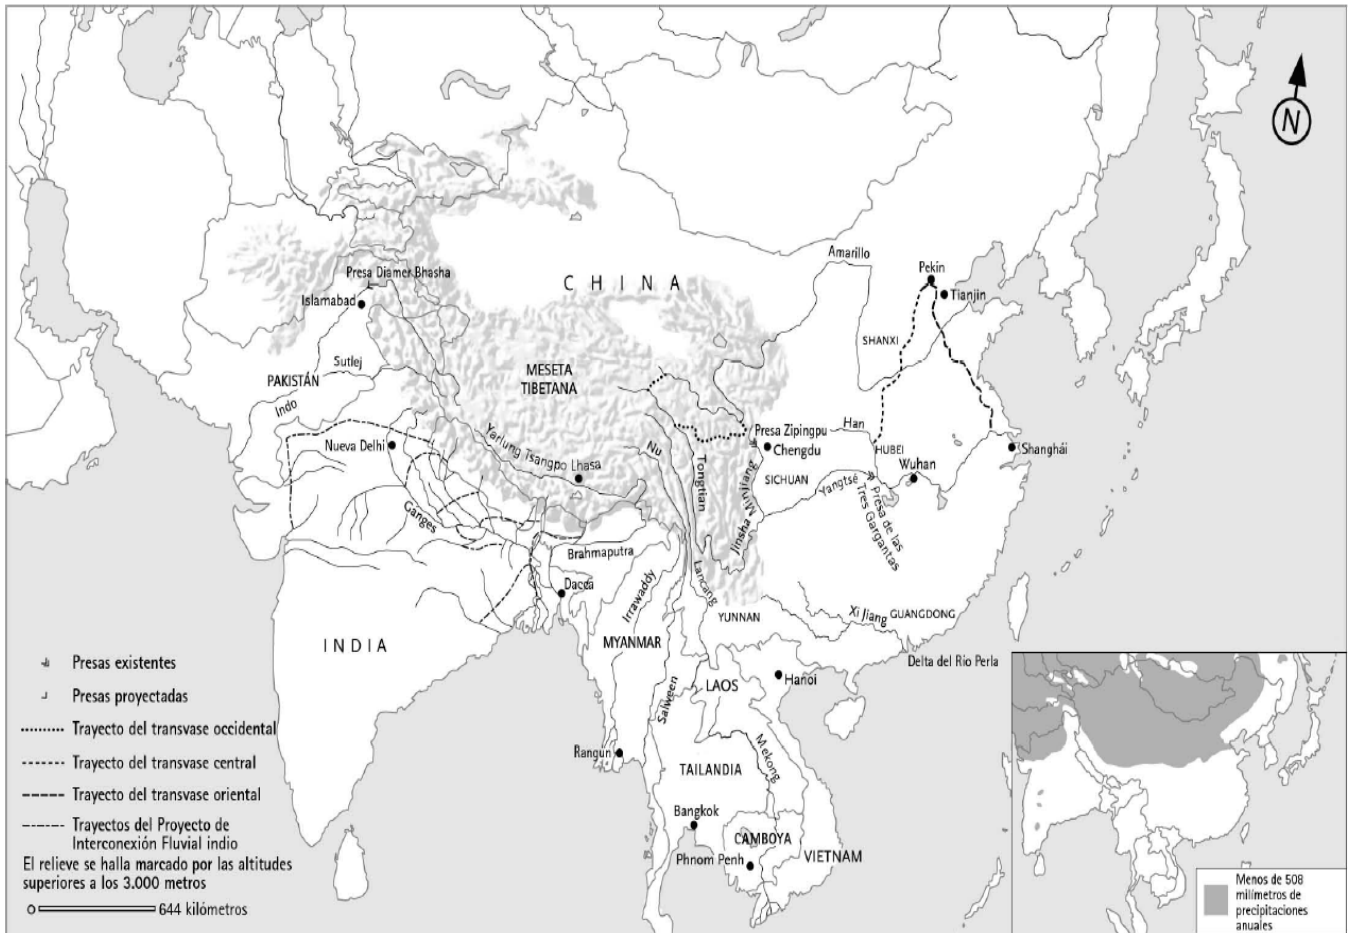 N
Amarillo
Pekín
Presa Diamer Bhasha
CHINA
Islamabad
Tianjin
SHANXI
Sutlej
MESETA
TIBETANA
PAKISTÁN
Indo
Presa Zipingpu
Han
Nueva Delhi
Yarlung Tsangpo
Lhasa
Nu
Tongtian
Chengdu
HUBEI
Shanghái
Wuhan
SICHUAN
Yangtsé
Minjiang
Jinsha
Presa de las
Tres Gargantas
Ganges
Brahmaputra
Dacca
Irrawaddy
Lancang
YUNNAN
Xi Jiang
GUANGDONG
INDIA
MYANMAR
Delta del Río Perla
LAOS
Hanoi
Salween
Rangún
Mekong
TAILANDIA
Bangkok
CAMBOYA
Phnom Penh
VIETNAM
Presas existentes
Presas proyectadas
Trayecto del transvase occidental
Trayecto del transvase central
Trayecto del transvase oriental
Trayectos del Proyecto de
Interconexión Fluvial indio
El relieve se halla marcado por las altitudes
superiores a los 3.000 metros
644 kilómetros
Menos de 508
milímetros de
precipitaciones
anuales